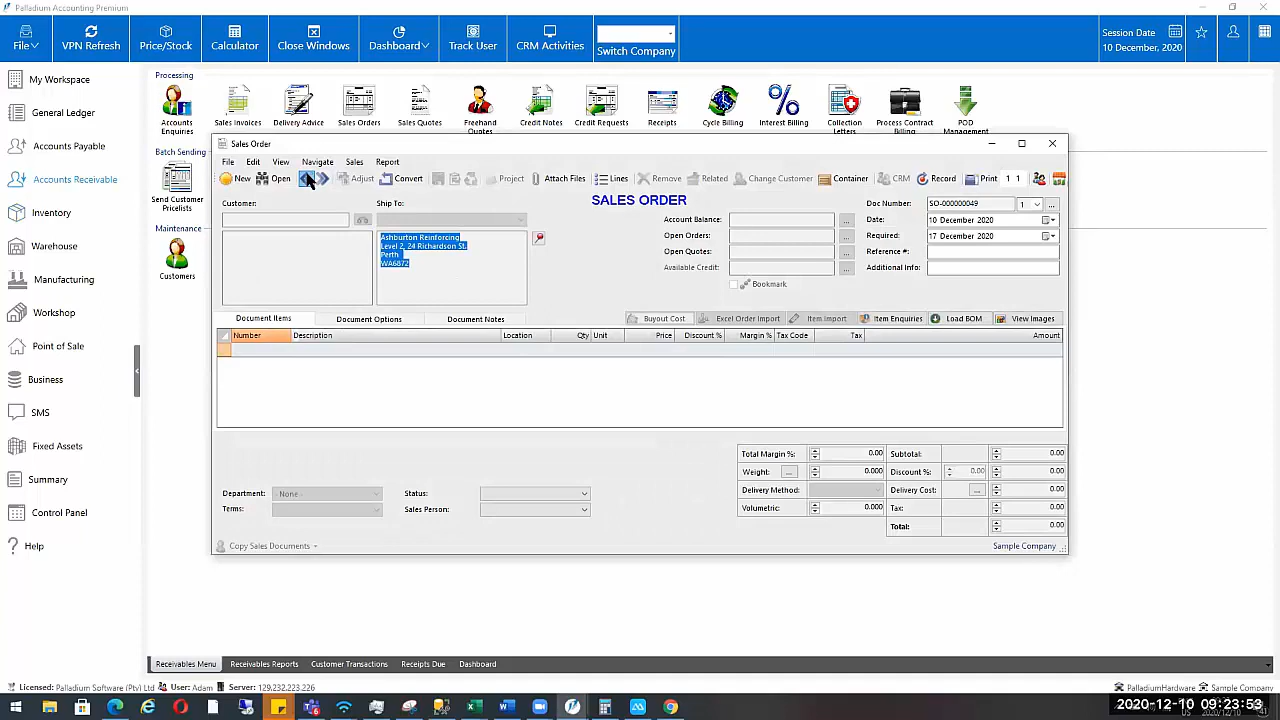 Palladium Accounting Premium
File
VPN Refresh
Price/Stock
Calculator
Close Windows
Dashboard
Track User
CRM Activities
Switch Company
Session Date
10 December, 2020
My Workspace
General Ledger
Accounts Payable
Accounts Receivable
Inventory
Warehouse
Manufacturing
Workshop
Point of Sale
Business
SMS
Fixed Assets
Summary
Control Panel
Help
Processing
Accounts Enquiries
Sales Invoices
Delivery Advice
Sales Orders
Sales Quotes
Freehand Quotes
Credit Notes
Credit Requests
Receipts
Cycle Billing
Interest Billing
Collection Letters
Process Contract Billing
POD Management
Batch Sending
Send Customer Pricelists
Maintenance
Customers
Sales Order
File Edit View Navigate Sales Report
New Open Adjust Convert Project Attach Files Lines Remove Related Change Customer Container CRM Record Print 1 1
Customer:
Ship To:
SALES ORDER
Ashburton Reinforcing
Level 2, 24 Richardson St.
Perth
WA6872
Account Balance:
Open Orders:
Open Quotes:
Available Credit:
Bookmark
Doc Number: SO-000000049 1
Date: 10 December 2020
Required: 17 December 2020
Reference #:
Additional Info:
Document Items Document Options Document Notes Buyout Cost Excel Order Import Item Import Item Enquiries Load BOM View Images
Number Description Location Qty Unit Price Discount % Margin % Tax Code Tax Amount
Total Margin %: 0.00 Subtotal: 0.00
Weight: ... 0.000 Discount %: 0.00 0.00
Delivery Method: Delivery Cost: ... 0.00
Volumetric: 0.000 Tax: 0.00
Total: 0.00
Department: - None - Status:
Terms: Sales Person:
Copy Sales Documents
Sample Company
Receivables Menu Receivables Reports Customer Transactions Receipts Due Dashboard
Licensed: Palladium Software (Pty) Ltd User: Adam Server: 129.232.223.226
PalladiumHardware Sample Company
2020-12-10 09:23:53